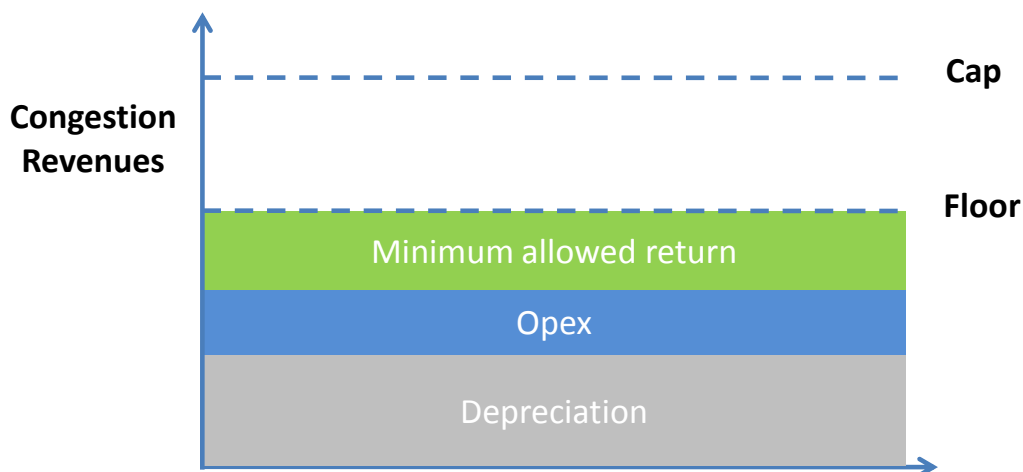 Cap
Congestion
Revenues
Floor
Minimum allowed return
Opex
Depreciation